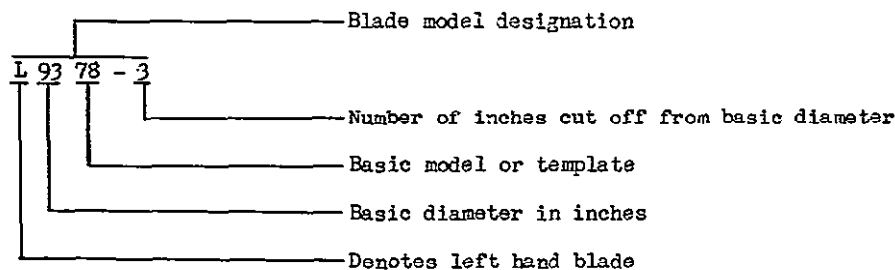 Blade model designation
L 93 78 - 3
Number of inches cut off from basic diameter
Basic model or template
Basic diameter in inches
Denotes left hand blade